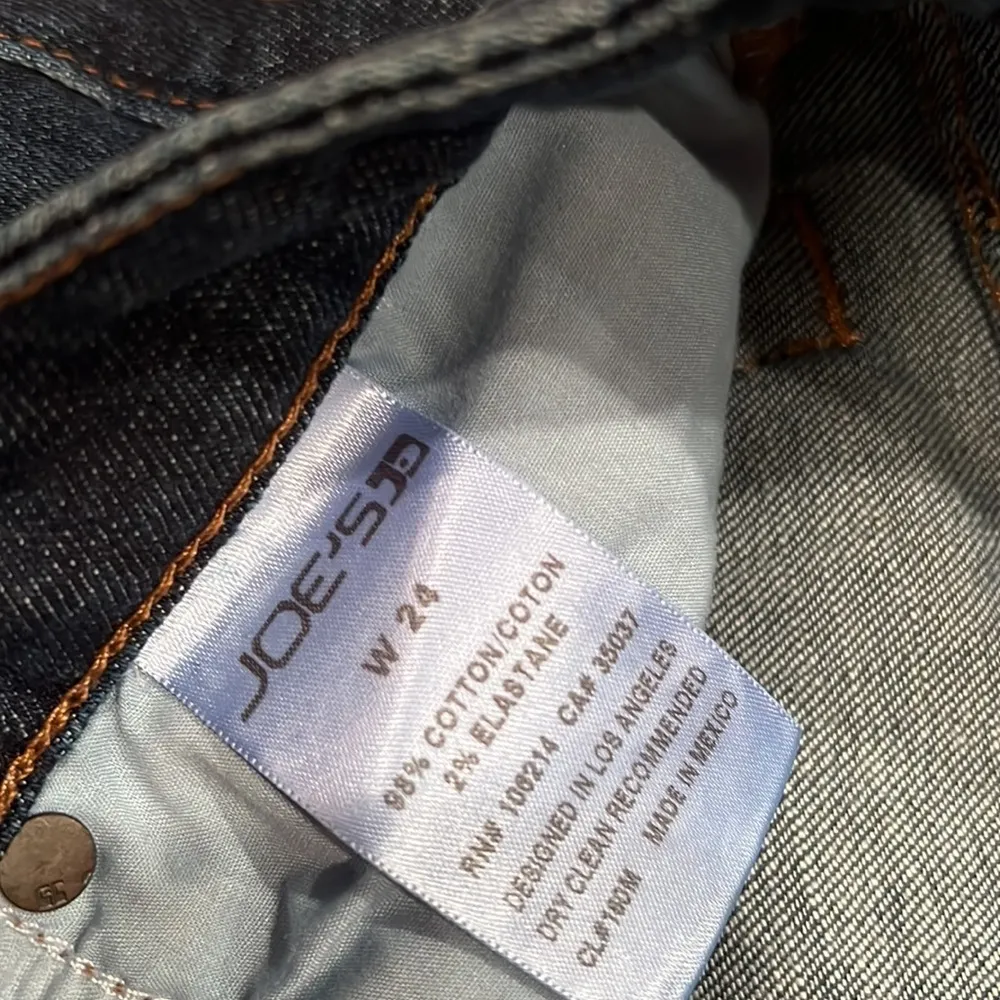 JOE'S JD
W 24
98% COTTON/COTON
2% ELASTANE
RN# 106214 CA# 35037
DESIGNED IN LOS ANGELES
DRY CLEAN RECOMMENDED
CL#18DM MADE IN MEXICO